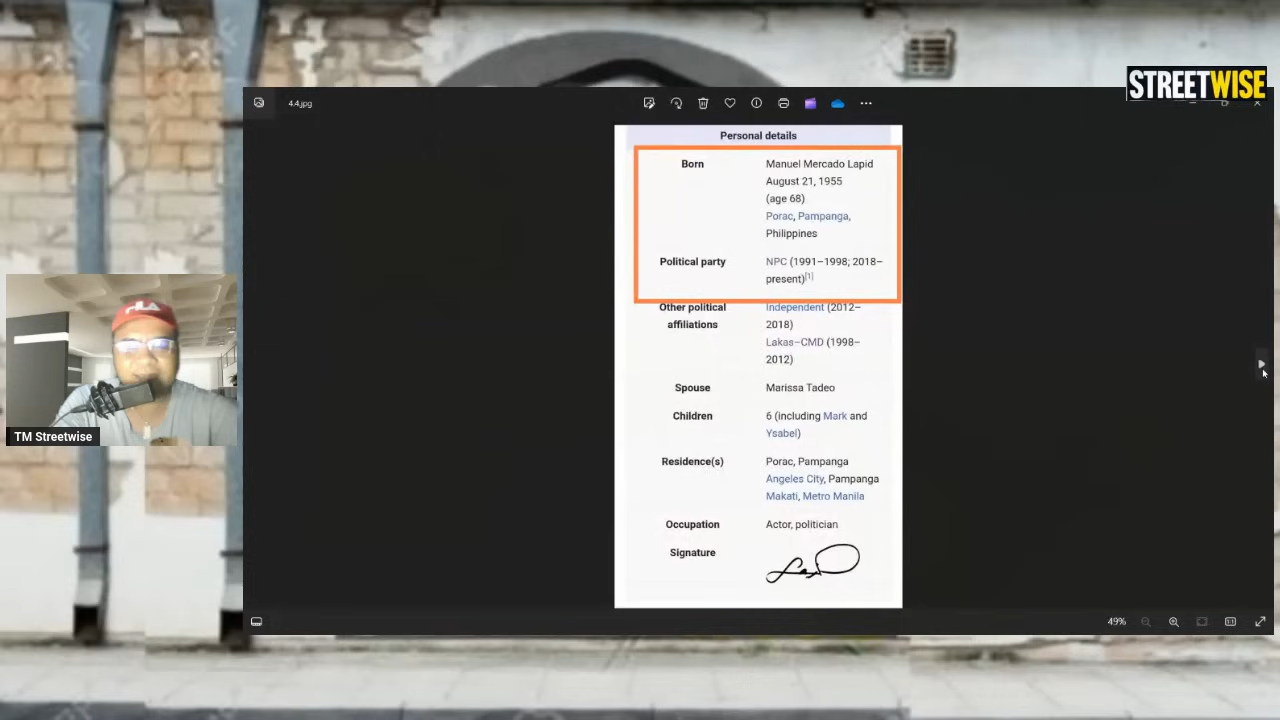 STREETWISE
4.4.jpg
Personal details
Born
Manuel Mercado Lapid
August 21, 1955
(age 68)
Porac, Pampanga,
Philippines
Political party
NPC (1991–1998; 2018–
present)[1]
Other political
affiliations
Independent (2012–
2018)
Lakas–CMD (1998–
2012)
Spouse
Marissa Tadeo
Children
6 (including Mark and
Ysabel)
Residence(s)
Porac, Pampanga
Angeles City, Pampanga
Makati, Metro Manila
Occupation
Actor, politician
Signature
FILA
TM Streetwise
49%